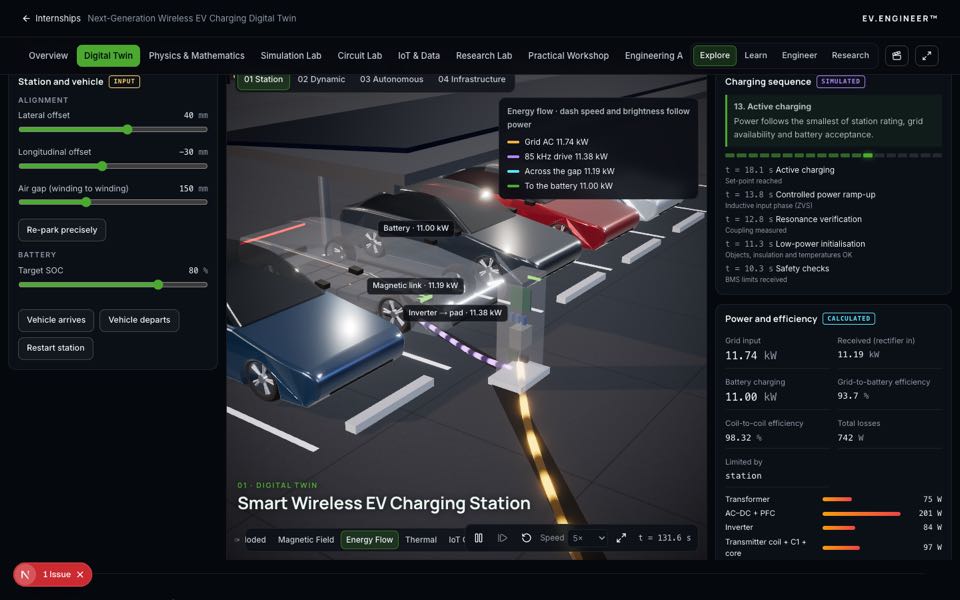 ← Internships Next-Generation Wireless EV Charging Digital Twin
EV.ENGINEER™
Overview Digital Twin Physics & Mathematics Simulation Lab Circuit Lab IoT & Data Research Lab Practical Workshop Engineering A
Explore Learn Engineer Research
Station and vehicle INPUT
ALIGNMENT
Lateral offset 40 mm
Longitudinal offset −30 mm
Air gap (winding to winding) 150 mm
Re-park precisely
BATTERY
Target SOC 80 %
Vehicle arrives Vehicle departs
Restart station
01 Station 02 Dynamic 03 Autonomous 04 Infrastructure
Energy flow · dash speed and brightness follow
power
Grid AC 11.74 kW
85 kHz drive 11.38 kW
Across the gap 11.19 kW
To the battery 11.00 kW
Battery · 11.00 kW
Magnetic link · 11.19 kW
Inverter → pad · 11.38 kW
01 · DIGITAL TWIN
Smart Wireless EV Charging Station
loded Magnetic Field Energy Flow Thermal IoT
Speed 5× t = 131.6 s
Charging sequence SIMULATED
13. Active charging
Power follows the smallest of station rating, grid
availability and battery acceptance.
t = 18.1 s Active charging
Set-point reached
t = 13.8 s Controlled power ramp-up
Inductive input phase (ZVS)
t = 12.8 s Resonance verification
Coupling measured
t = 11.3 s Low-power initialisation
Objects, insulation and temperatures OK
t = 10.3 s Safety checks
BMS limits received
Power and efficiency CALCULATED
Grid input Received (rectifier in)
11.74 kW 11.19 kW
Battery charging Grid-to-battery efficiency
11.00 kW 93.7 %
Coil-to-coil efficiency Total losses
98.32 % 742 W
Limited by
station
Transformer 75 W
AC-DC + PFC 201 W
Inverter 84 W
Transmitter coil + C1 + 97 W
core
N 1 Issue ×